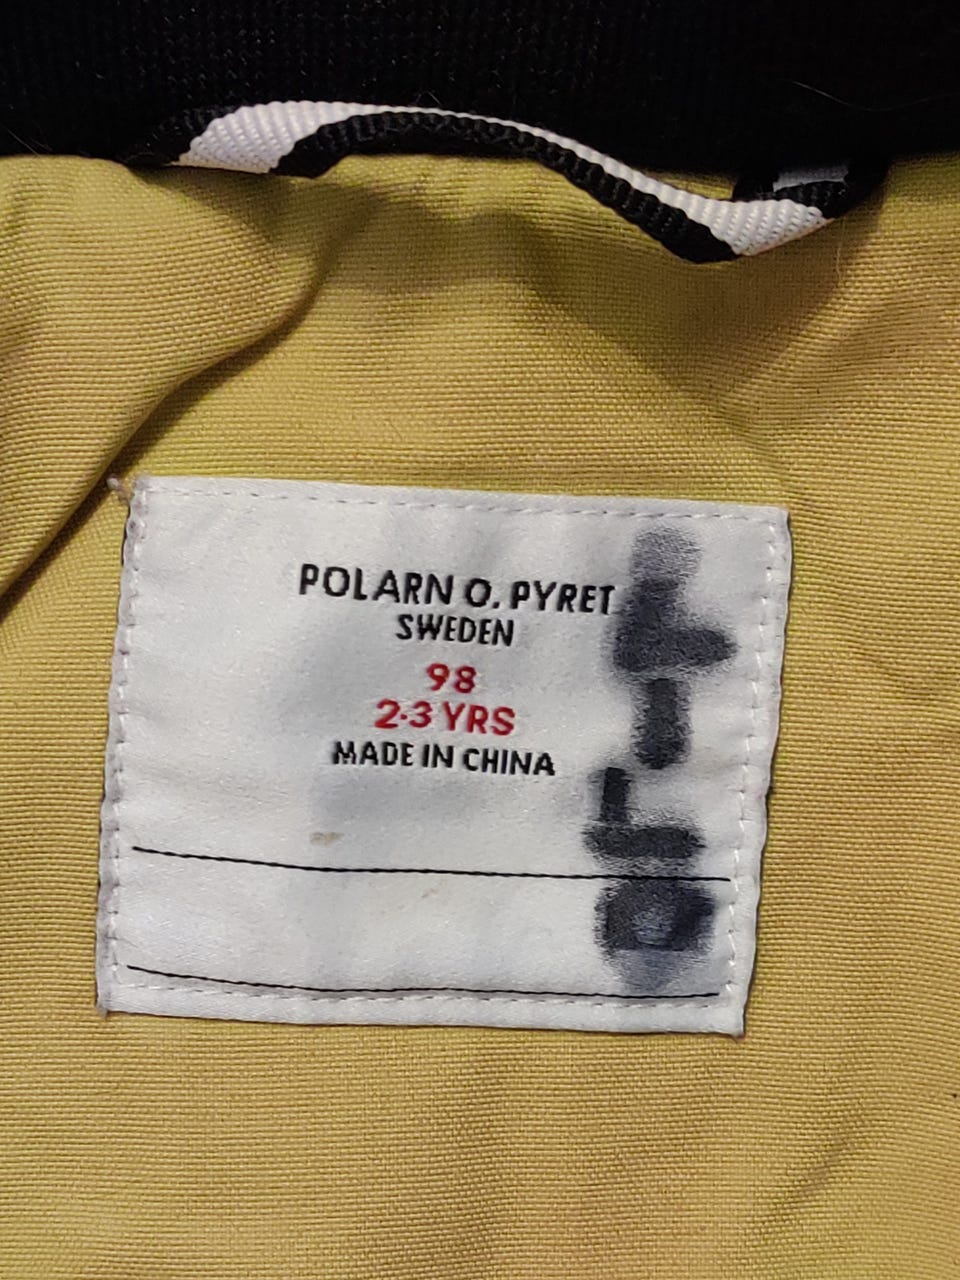 POLARN O. PYRET
SWEDEN
98
2-3 YRS
MADE IN CHINA